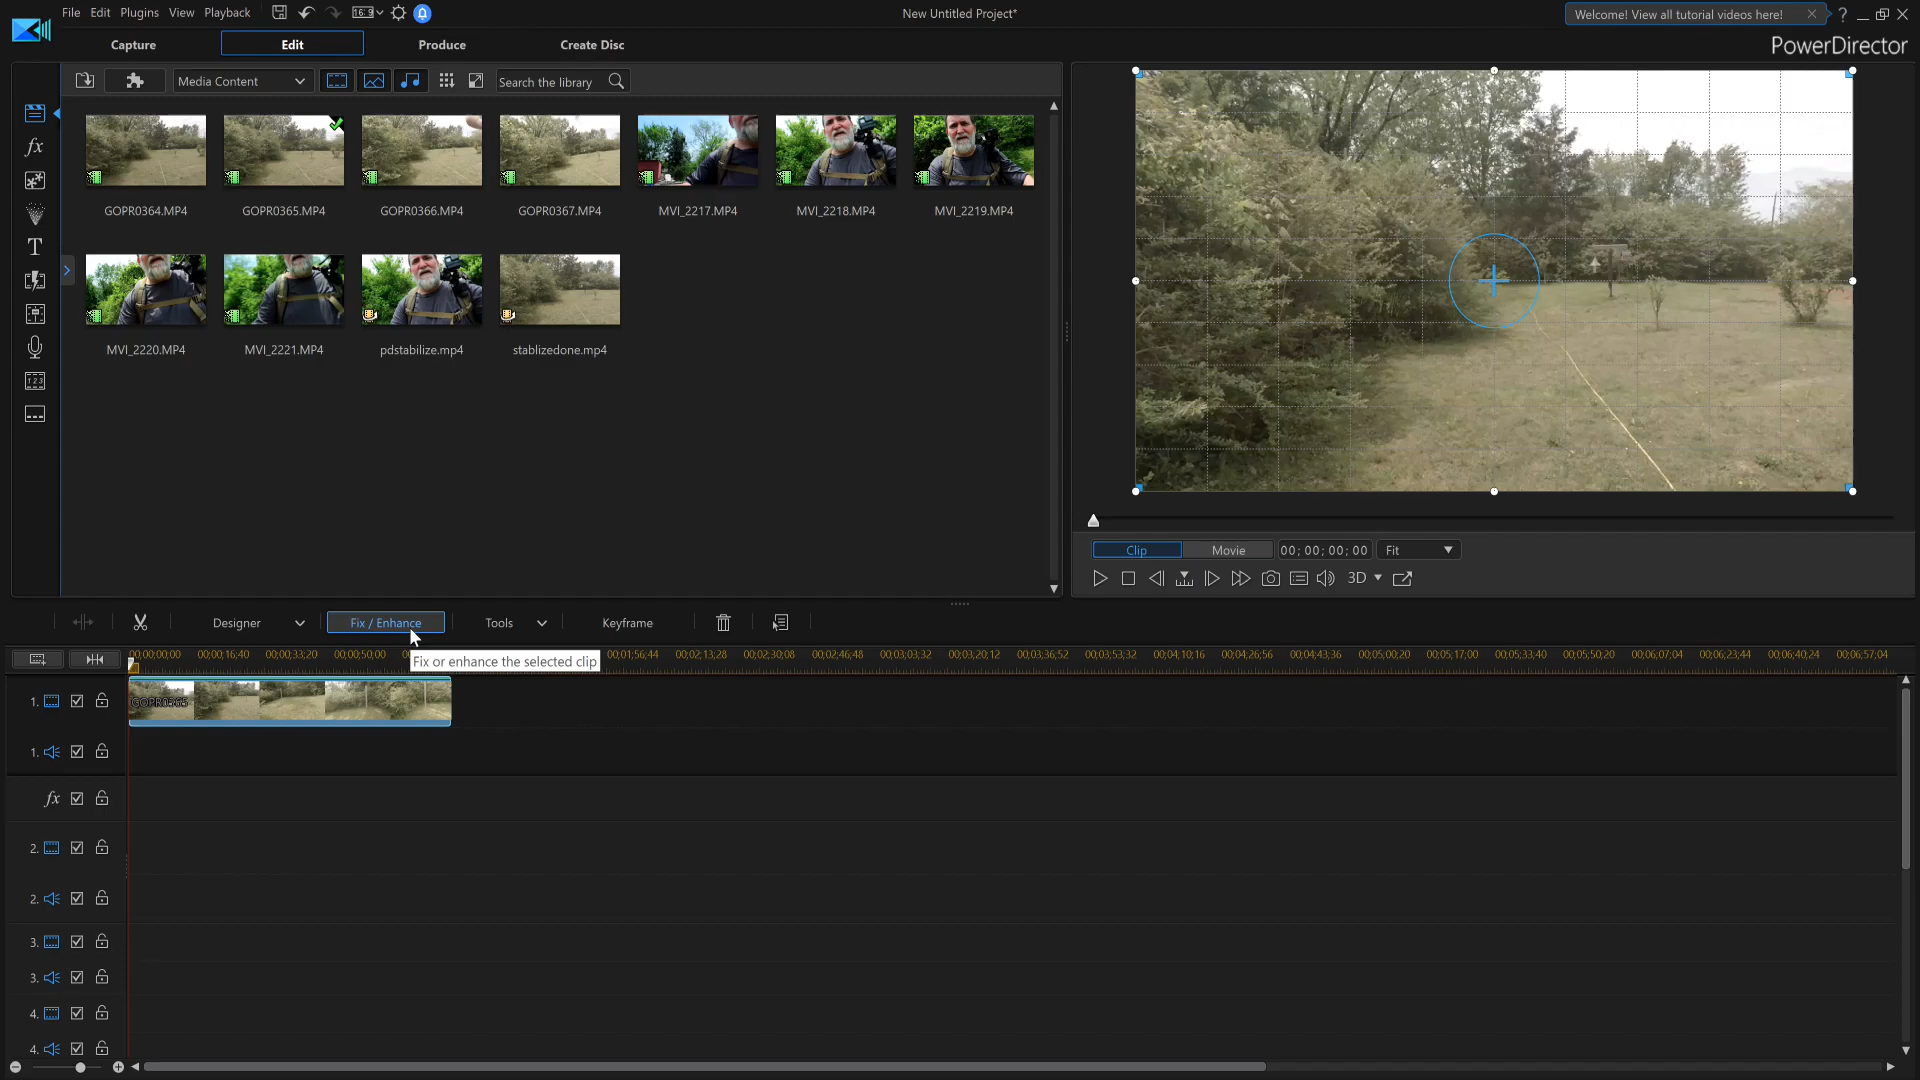 File Edit Plugins View Playback
16:9
New Untitled Project*
Welcome! View all tutorial videos here!
?
PowerDirector
Capture Edit Produce Create Disc
Media Content
Search the library
GOPR0364.MP4 GOPR0365.MP4 GOPR0366.MP4 GOPR0367.MP4 MVI_2217.MP4 MVI_2218.MP4 MVI_2219.MP4
MVI_2220.MP4 MVI_2221.MP4 pdstabilize.mp4 stablizedone.mp4
fx
T
1 2 3
Clip Movie 00; 00; 00; 00 Fit
3D
Designer Fix / Enhance Tools Keyframe
Fix or enhance the selected clip
00;00;00;00 00;00;16;40 00;00;33;20 00;00;50;00 00;01;56;44 00;02;13;28 00;02;30;08 00;02;46;48 00;03;03;32 00;03;20;12 00;03;36;52 00;03;53;36 00;04;10;16 00;04;26;56 00;04;43;36 00;05;00;20 00;05;17;00 00;05;33;40 00;05;50;20 00;06;07;04 00;06;23;44 00;06;40;24 00;06;57;04
1. GOPR0365
1.
fx
2.
2.
3.
3.
4.
4.